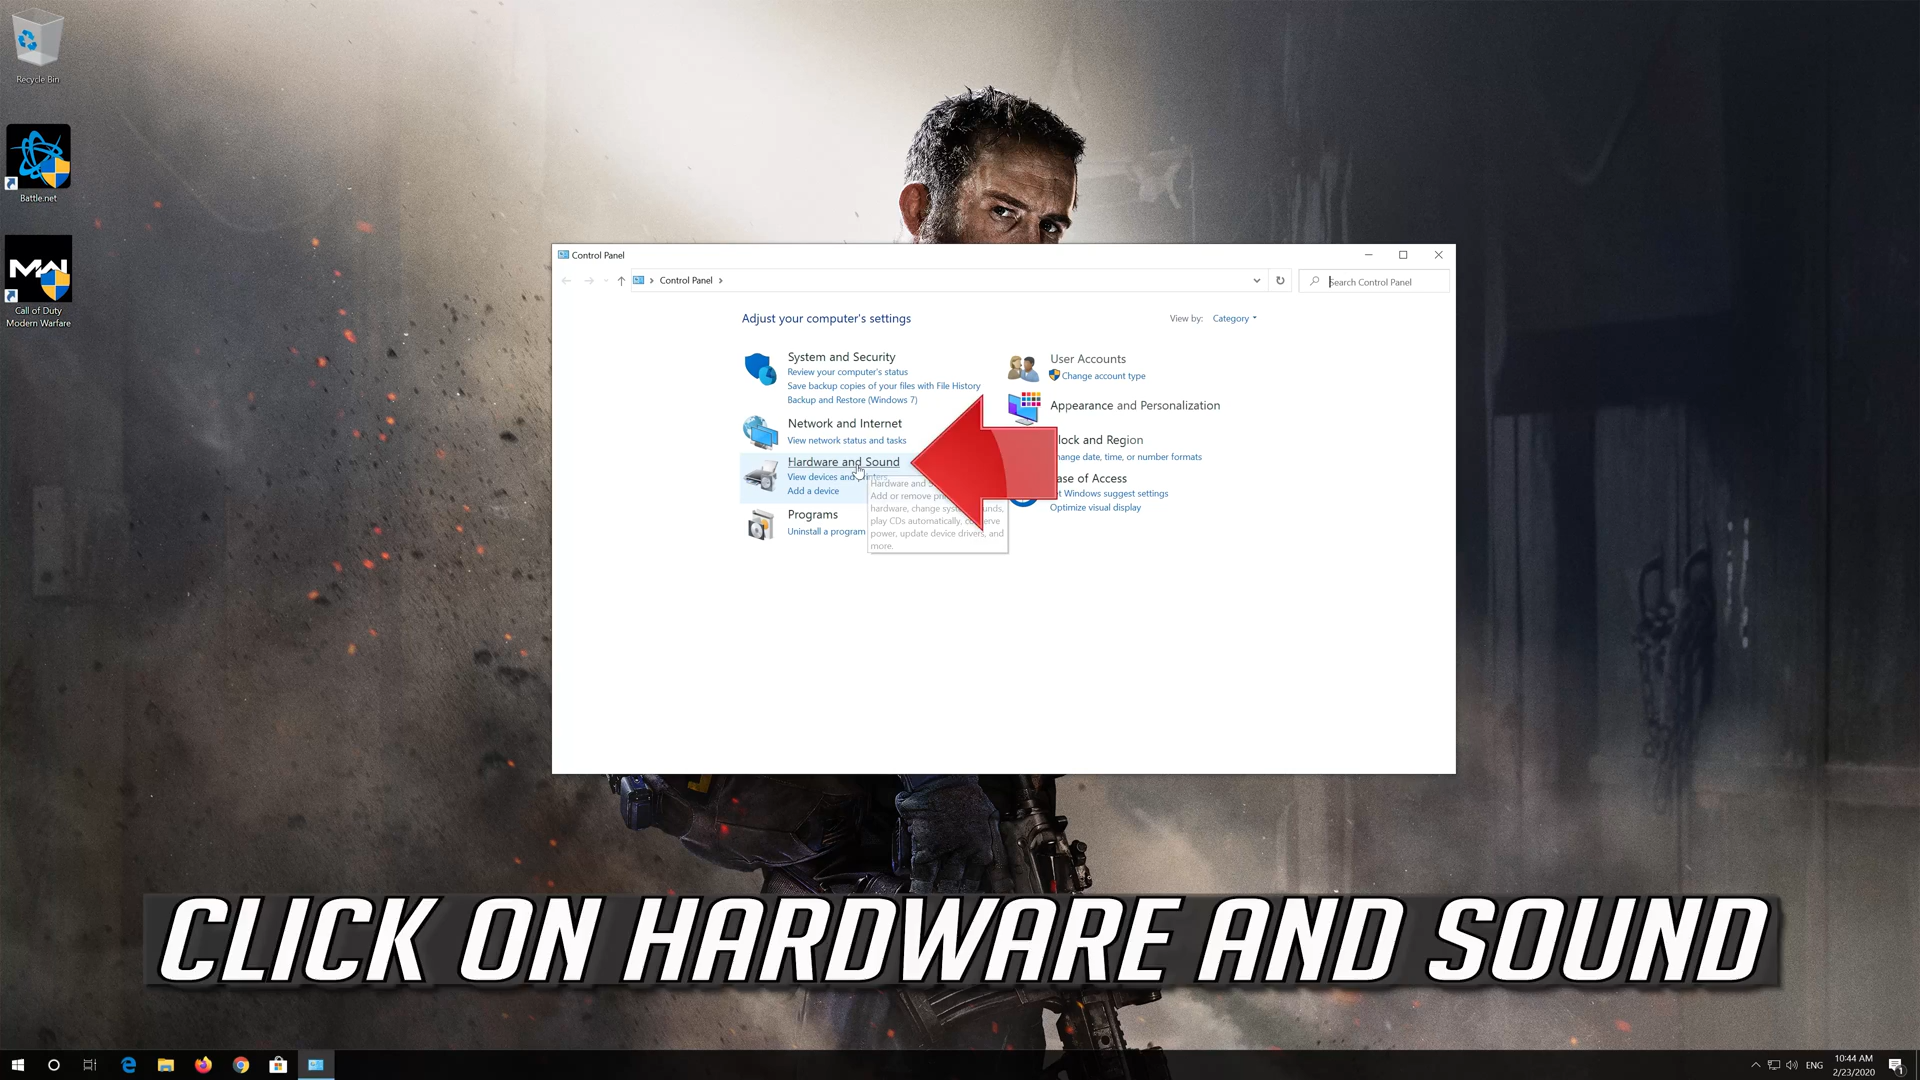 Recycle Bin
Battle.net
MW
Call of Duty
Modern Warfare
Control Panel
Control Panel
Search Control Panel
Adjust your computer's settings
View by: Category
System and Security
Review your computer's status
Save backup copies of your files with File History
Backup and Restore (Windows 7)
Network and Internet
View network status and tasks
Hardware and Sound
View devices and
Add a device
Programs
Uninstall a program
Hardware and
Add or remove
hardware, change
play CDs automatically,
power, update device drivers, and
more.
User Accounts
Change account type
Appearance and Personalization
and Region
date, time, or number formats
of Access
Windows suggest settings
Optimize visual display
CLICK ON HARDWARE AND SOUND
ENG
10:44 AM
2/23/2020
1